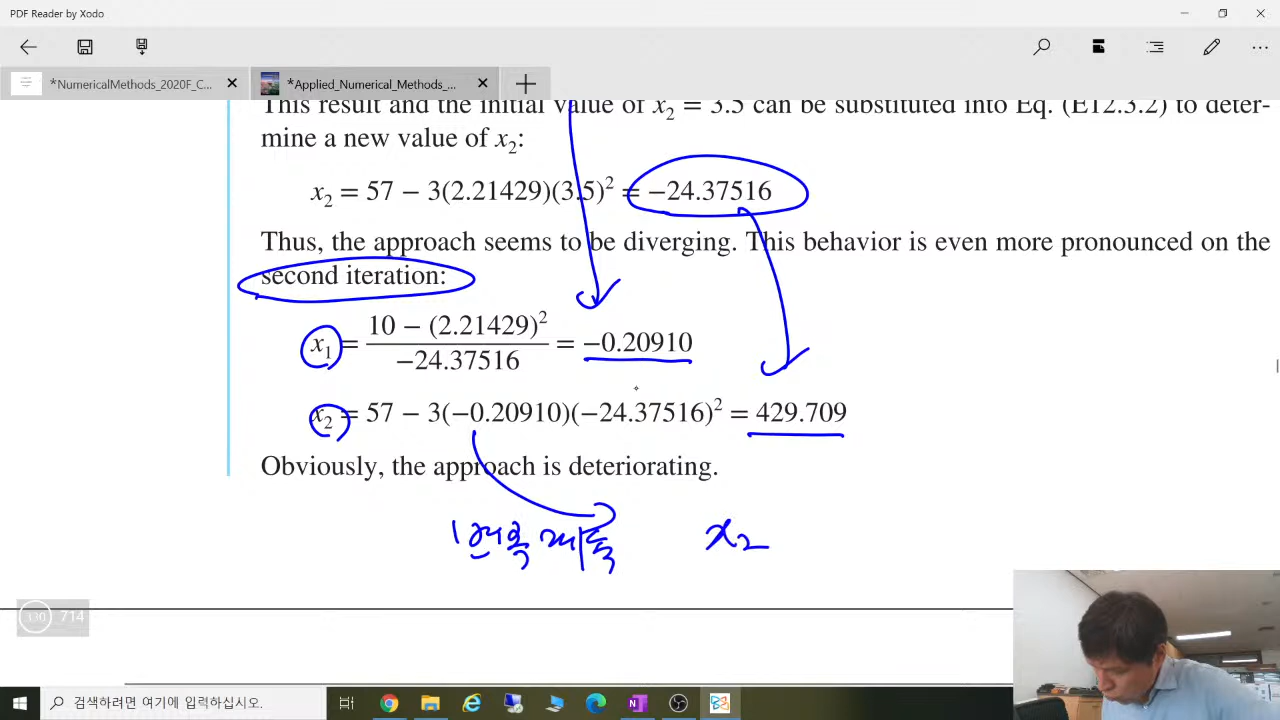 PDF Reader by Xodo
*NumericalMethods_2020F_C...
*Applied_Numerical_Methods_...
This result and the initial value of x₂ = 3.5 can be substituted into Eq. (E12.3.2) to deter-
mine a new value of x₂:
x₂ = 57 − 3(2.21429)(3.5)² = −24.37516
Thus, the approach seems to be diverging. This behavior is even more pronounced on the
second iteration:
x₁ = (10 − (2.21429)²) / −24.37516 = −0.20910
x₂ = 57 − 3(−0.20910)(−24.37516)² = 429.709
Obviously, the approach is deteriorating.
x₂
130 714
검색하려면 여기에 입력하십시오.